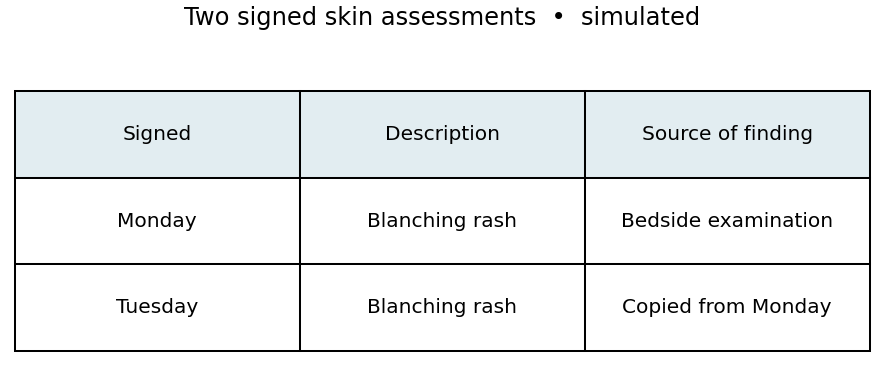 Two signed skin assessments • simulated
Signed Description Source of finding
Monday Blanching rash Bedside examination
Tuesday Blanching rash Copied from Monday